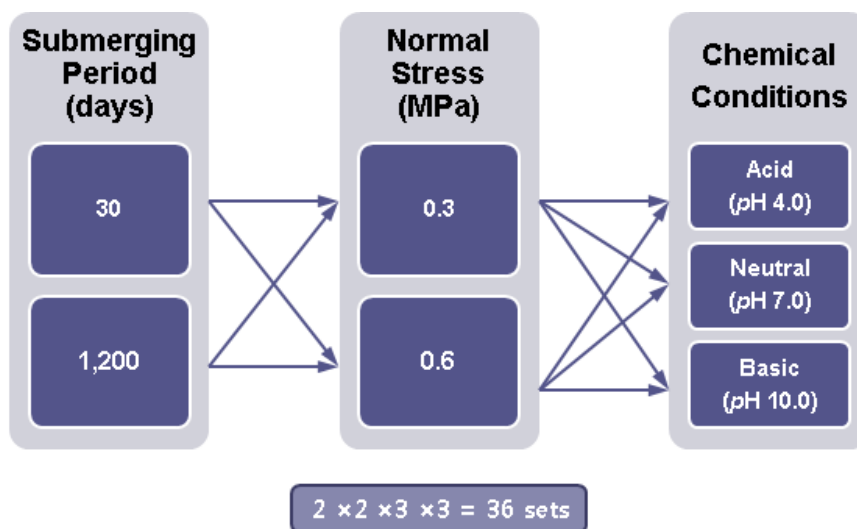 Submerging
Period
(days)
30
1,200
Normal
Stress
(MPa)
0.3
0.6
Chemical
Conditions
Acid
(pH 4.0)
Neutral
(pH 7.0)
Basic
(pH 10.0)
2 ×2 ×3 ×3 = 36 sets